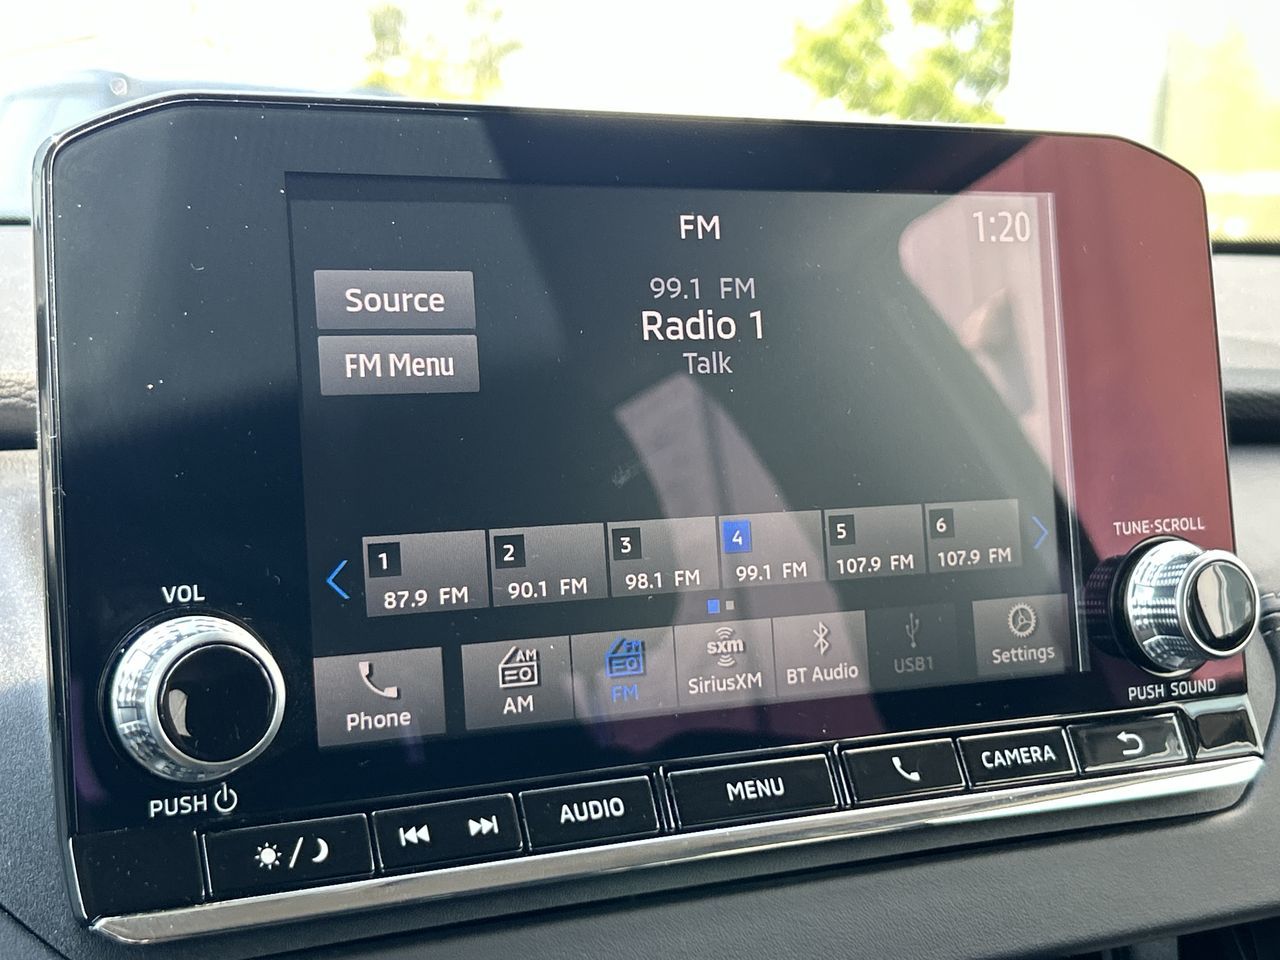 FM
1:20
Source
FM Menu
99.1 FM
Radio 1
Talk
1
87.9 FM
2
90.1 FM
3
98.1 FM
4
99.1 FM
5
107.9 FM
6
107.9 FM
Phone
AM
AM
FM
FM
sxm
SiriusXM
BT Audio
USB1
Settings
VOL
PUSH
TUNE·SCROLL
PUSH SOUND
AUDIO
MENU
CAMERA